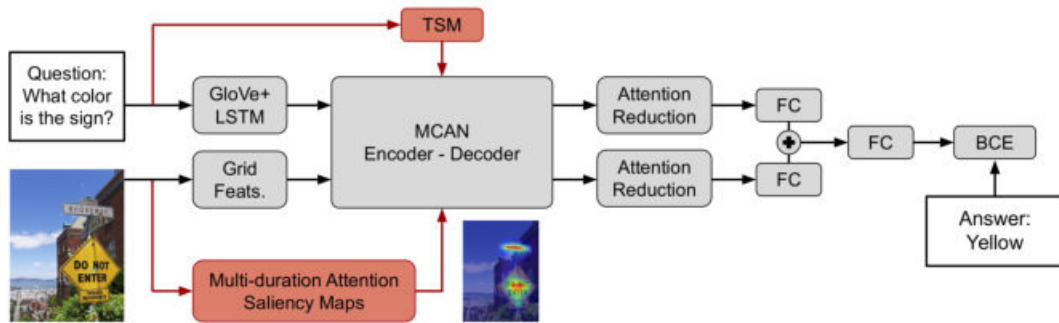 TSM
Question:
What color
is the sign?
GloVe+
LSTM
MCAN
Encoder - Decoder
Attention
Reduction
FC
Grid
Feats.
Attention
Reduction
FC
FC
BCE
Answer:
Yellow
DO NOT
ENTER
Multi-duration Attention
Saliency Maps